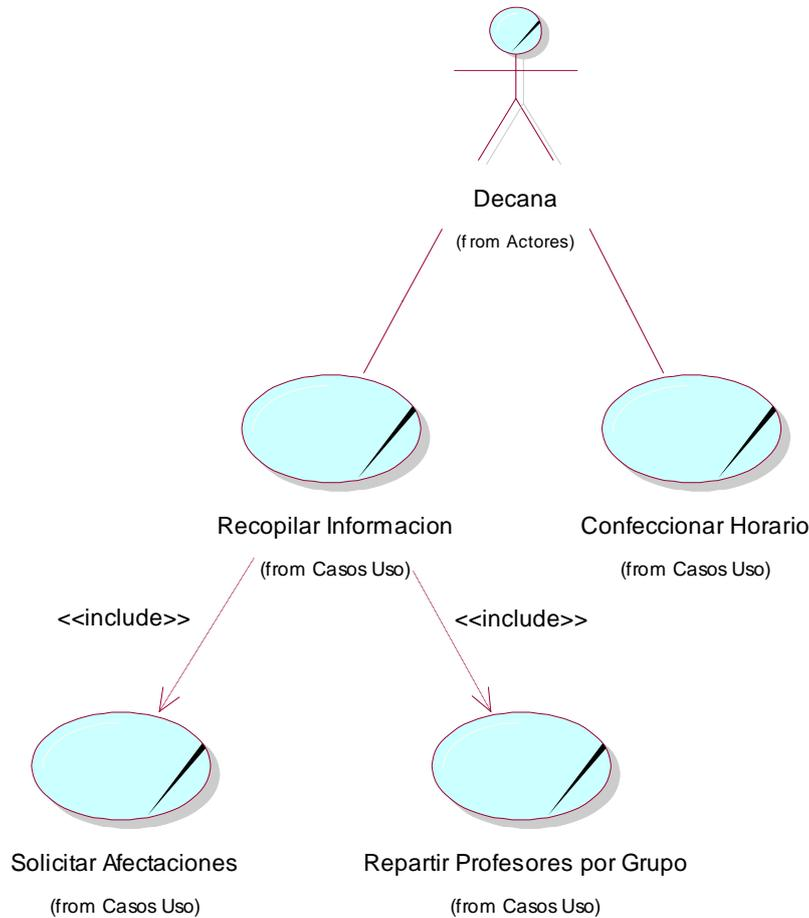 Decana
(from Actores)
Recopilar Informacion
Confeccionar Horario
(from Casos Uso)
(from Casos Uso)
<<include>>
<<include>>
Solicitar Afectaciones
Repartir Profesores por Grupo
(from Casos Uso)
(from Casos Uso)